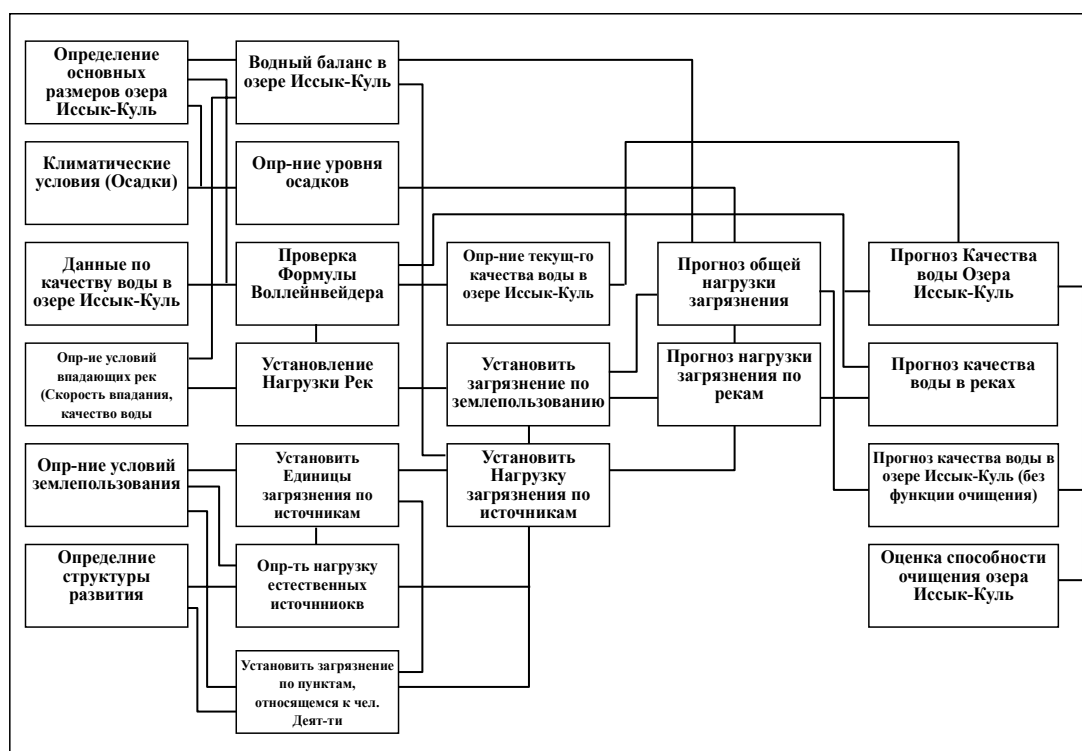 Определение
основных
размеров озера
Иссык-Куль
Водный баланс в
озере Иссык-Куль
Климатические
условия (Осадки)
Опр-ние уровня
осадков
Данные по
качеству воды в
озере Иссык-Куль
Проверка
Формулы
Воллейнвейдера
Опр-ние текущ-го
качества воды в
озере Иссык-Куль
Прогноз общей
нагрузки
загрязнения
Прогноз Качества
воды Озера
Иссык-Куль
Опр-ие условий
впадающих рек
(Скорость впадания,
качество воды
Установление
Нагрузки Рек
Установить
загрязнение по
землепользованию
Прогноз нагрузки
загрязнения по
рекам
Прогноз качества
воды в реках
Опр-ние условий
землепользования
Установить
Единицы
загрязнения по
источникам
Установить
Нагрузку
загрязнения по
источникам
Прогноз качества воды в
озере Иссык-Куль (без
функции очищения)
Определние
структуры
развития
Опр-ть нагрузку
естественных
источнниокв
Оценка способности
очищения озера
Иссык-Куль
Установить загрязнение
по пунктам,
относящемся к чел.
Деят-ти